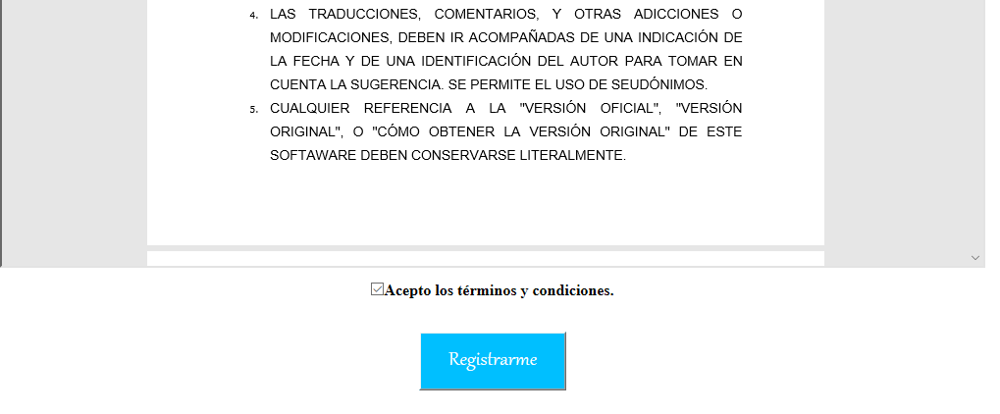 4. LAS TRADUCCIONES, COMENTARIOS, Y OTRAS ADICCIONES O
MODIFICACIONES, DEBEN IR ACOMPAÑADAS DE UNA INDICACIÓN DE
LA FECHA Y DE UNA IDENTIFICACIÓN DEL AUTOR PARA TOMAR EN
CUENTA LA SUGERENCIA. SE PERMITE EL USO DE SEUDÓNIMOS.
5. CUALQUIER REFERENCIA A LA "VERSIÓN OFICIAL", "VERSIÓN
ORIGINAL", O "CÓMO OBTENER LA VERSIÓN ORIGINAL" DE ESTE
SOFTAWARE DEBEN CONSERVARSE LITERALMENTE.
Acepto los términos y condiciones.
Registrarme